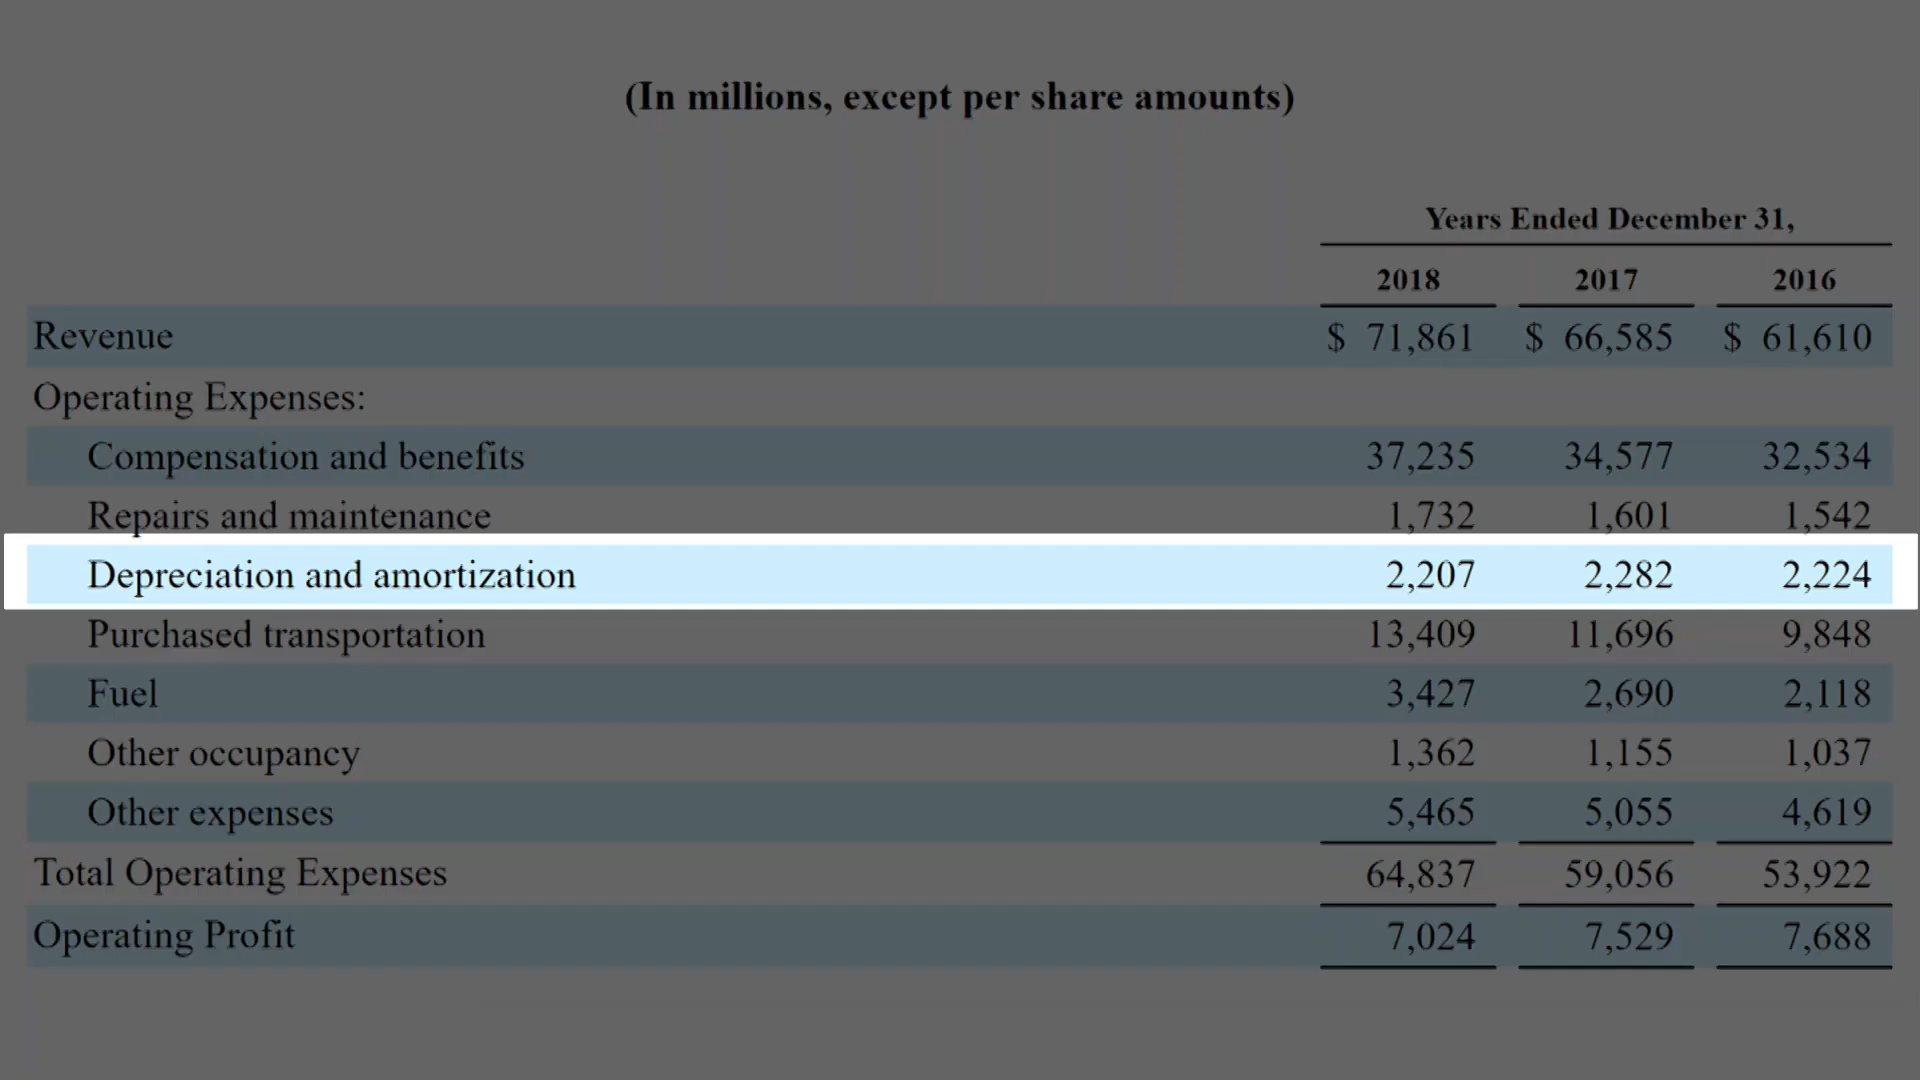 (In millions, except per share amounts)
Years Ended December 31,
2018 2017 2016
Revenue $ 71,861 $ 66,585 $ 61,610
Operating Expenses:
Compensation and benefits 37,235 34,577 32,534
Repairs and maintenance 1,732 1,601 1,542
Depreciation and amortization 2,207 2,282 2,224
Purchased transportation 13,409 11,696 9,848
Fuel 3,427 2,690 2,118
Other occupancy 1,362 1,155 1,037
Other expenses 5,465 5,055 4,619
Total Operating Expenses 64,837 59,056 53,922
Operating Profit 7,024 7,529 7,688